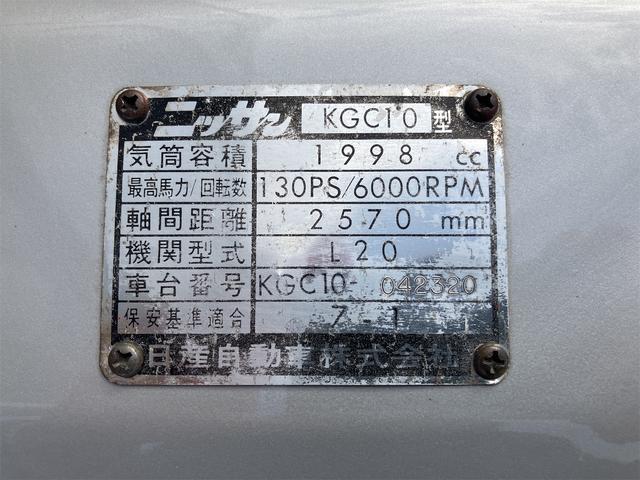 ニッサン KGC10 型
気筒容積 1998 cc
最高馬力/回転数 130PS/6000RPM
軸間距離 2570 mm
機関型式 L20
車台番号 KGC10-042320
保安基準適合 7-1
日産自動車株式会社